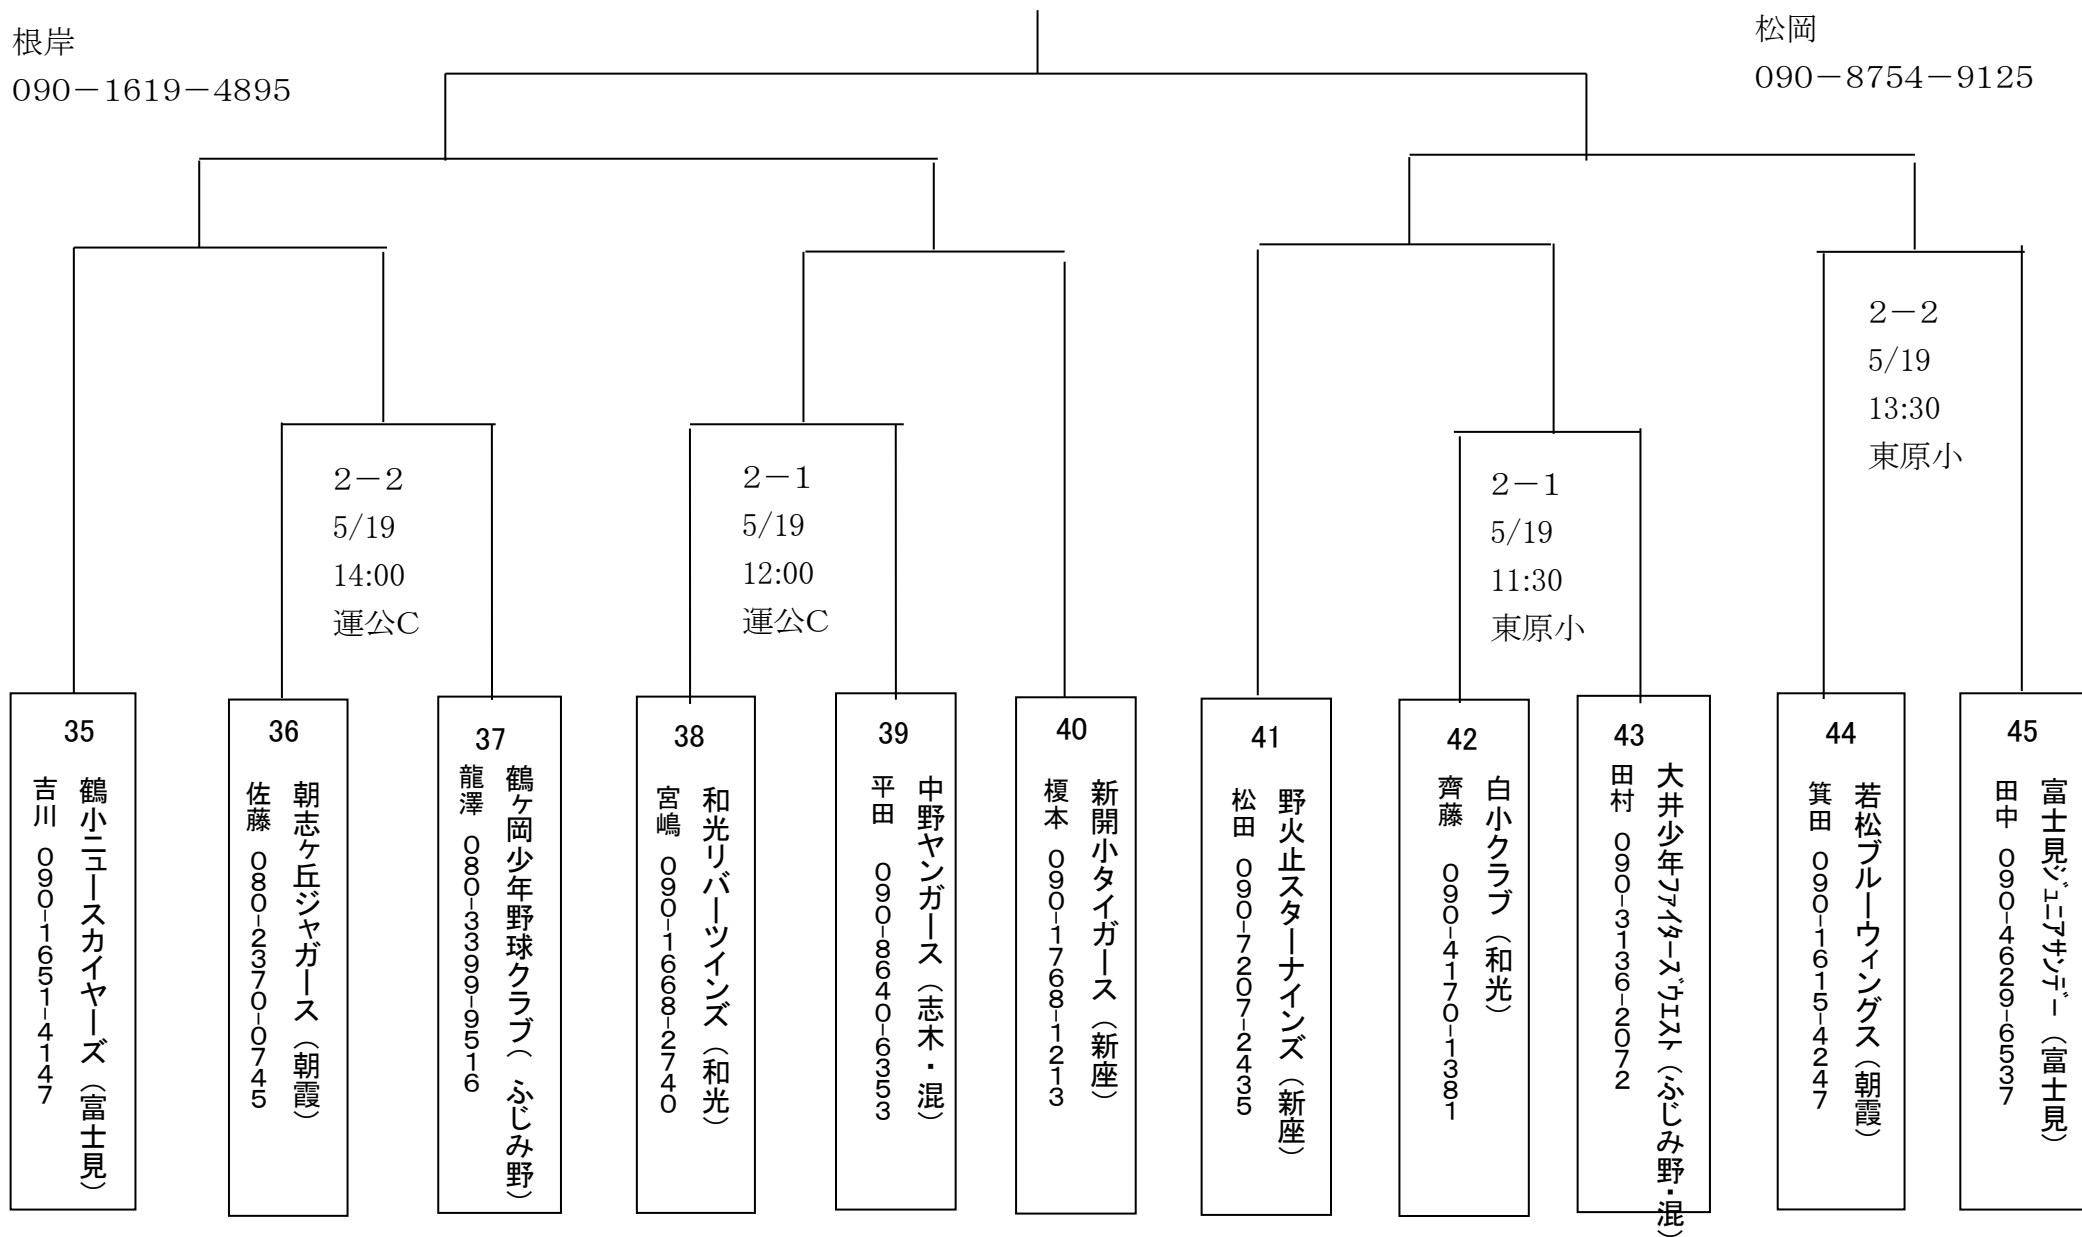 根岸
090－1619－4895
松岡
090－8754－9125
2－2
5/19
14:00
運公C
2－1
5/19
12:00
運公C
2－1
5/19
11:30
東原小
2－2
5/19
13:30
東原小
35
鶴小ニュースカイヤーズ（富士見）
吉川　090-1651-4147
36
朝志ケ丘ジャガース（朝霞）
佐藤　080-2370-0745
37
鶴ヶ岡少年野球クラブ（ ふじみ野）
龍澤　080-3399-9516
38
和光リバーツインズ（和光）
宮嶋　090-1668-2740
39
中野ヤンガース（志木・混）
平田　090-8640-6353
40
新開小タイガース（新座）
榎本　090-1768-1213
41
野火止スターナインズ（新座）
松田　090-7207-2435
42
白小クラブ（和光）
齊藤　090-4170-1381
43
大井少年ﾌｧｲﾀｰｽﾞｳｴｽﾄ（ふじみ野・混）
田村　090-3136-2072
44
若松ブルーウィングス（朝霞）
箕田　090-1615-4247
45
富士見ｼﾞｭﾆｱｻﾝﾃﾞｰ（富士見）
田中　090-4629-6537